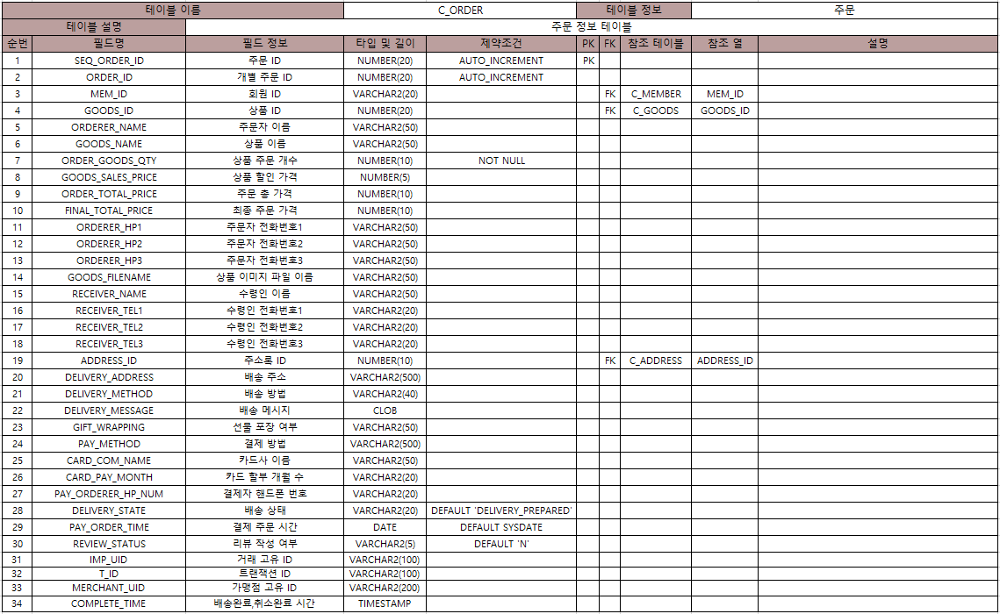 테이블 이름 C_ORDER 테이블 정보 주문
테이블 설명 주문 정보 테이블
순번 필드명 필드 정보 타입 및 길이 제약조건 PK FK 참조 테이블 참조 열 설명
1 SEQ_ORDER_ID 주문 ID NUMBER(20) AUTO_INCREMENT PK
2 ORDER_ID 개별 주문 ID NUMBER(20) AUTO_INCREMENT
3 MEM_ID 회원 ID VARCHAR2(20) FK C_MEMBER MEM_ID
4 GOODS_ID 상품 ID NUMBER(20) FK C_GOODS GOODS_ID
5 ORDERER_NAME 주문자 이름 VARCHAR2(50)
6 GOODS_NAME 상품 이름 VARCHAR2(50)
7 ORDER_GOODS_QTY 상품 주문 개수 NUMBER(10) NOT NULL
8 GOODS_SALES_PRICE 상품 할인 가격 NUMBER(5)
9 ORDER_TOTAL_PRICE 주문 총 가격 NUMBER(10)
10 FINAL_TOTAL_PRICE 최종 주문 가격 NUMBER(10)
11 ORDERER_HP1 주문자 전화번호1 VARCHAR2(50)
12 ORDERER_HP2 주문자 전화번호2 VARCHAR2(50)
13 ORDERER_HP3 주문자 전화번호3 VARCHAR2(50)
14 GOODS_FILENAME 상품 이미지 파일 이름 VARCHAR2(50)
15 RECEIVER_NAME 수령인 이름 VARCHAR2(50)
16 RECEIVER_TEL1 수령인 전화번호1 VARCHAR2(20)
17 RECEIVER_TEL2 수령인 전화번호2 VARCHAR2(20)
18 RECEIVER_TEL3 수령인 전화번호3 VARCHAR2(20)
19 ADDRESS_ID 주소록 ID NUMBER(10) FK C_ADDRESS ADDRESS_ID
20 DELIVERY_ADDRESS 배송 주소 VARCHAR2(500)
21 DELIVERY_METHOD 배송 방법 VARCHAR2(40)
22 DELIVERY_MESSAGE 배송 메시지 CLOB
23 GIFT_WRAPPING 선물 포장 여부 VARCHAR2(50)
24 PAY_METHOD 결제 방법 VARCHAR2(500)
25 CARD_COM_NAME 카드사 이름 VARCHAR2(50)
26 CARD_PAY_MONTH 카드 할부 개월 수 VARCHAR2(20)
27 PAY_ORDERER_HP_NUM 결제자 핸드폰 번호 VARCHAR2(20)
28 DELIVERY_STATE 배송 상태 VARCHAR2(20) DEFAULT 'DELIVERY_PREPARED'
29 PAY_ORDER_TIME 결제 주문 시간 DATE DEFAULT SYSDATE
30 REVIEW_STATUS 리뷰 작성 여부 VARCHAR2(5) DEFAULT 'N'
31 IMP_UID 거래 고유 ID VARCHAR2(100)
32 T_ID 트랜잭션 ID VARCHAR2(100)
33 MERCHANT_UID 가맹점 고유 ID VARCHAR2(200)
34 COMPLETE_TIME 배송완료,취소완료 시간 TIMESTAMP